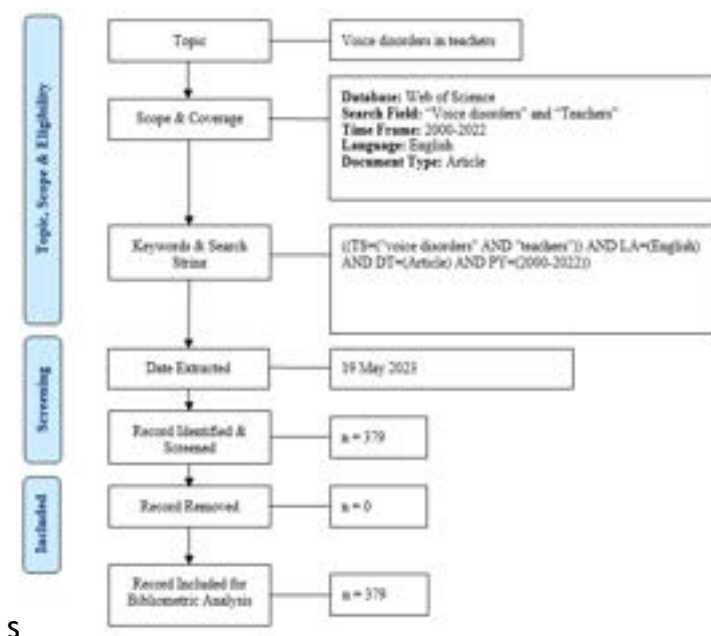 Topic, Scope & Eligibility
Topic
Voice disorders in teachers
Scope & Coverage
Database: Web of Science
Search Field: "Voice disorders" and "Teachers"
Time Frame: 2000-2022
Language: English
Document Type: Article
Keywords & Search
String
((TS=("voice disorders" AND "teachers")) AND LA=(English)
AND DT=(Article) AND PY=(2000-2022))
Screening
Date Extracted
19 May 2023
Record Identified &
Screened
n = 379
Included
Record Removed
n = 0
Record Included for
Bibliometric Analysis
n = 379
s